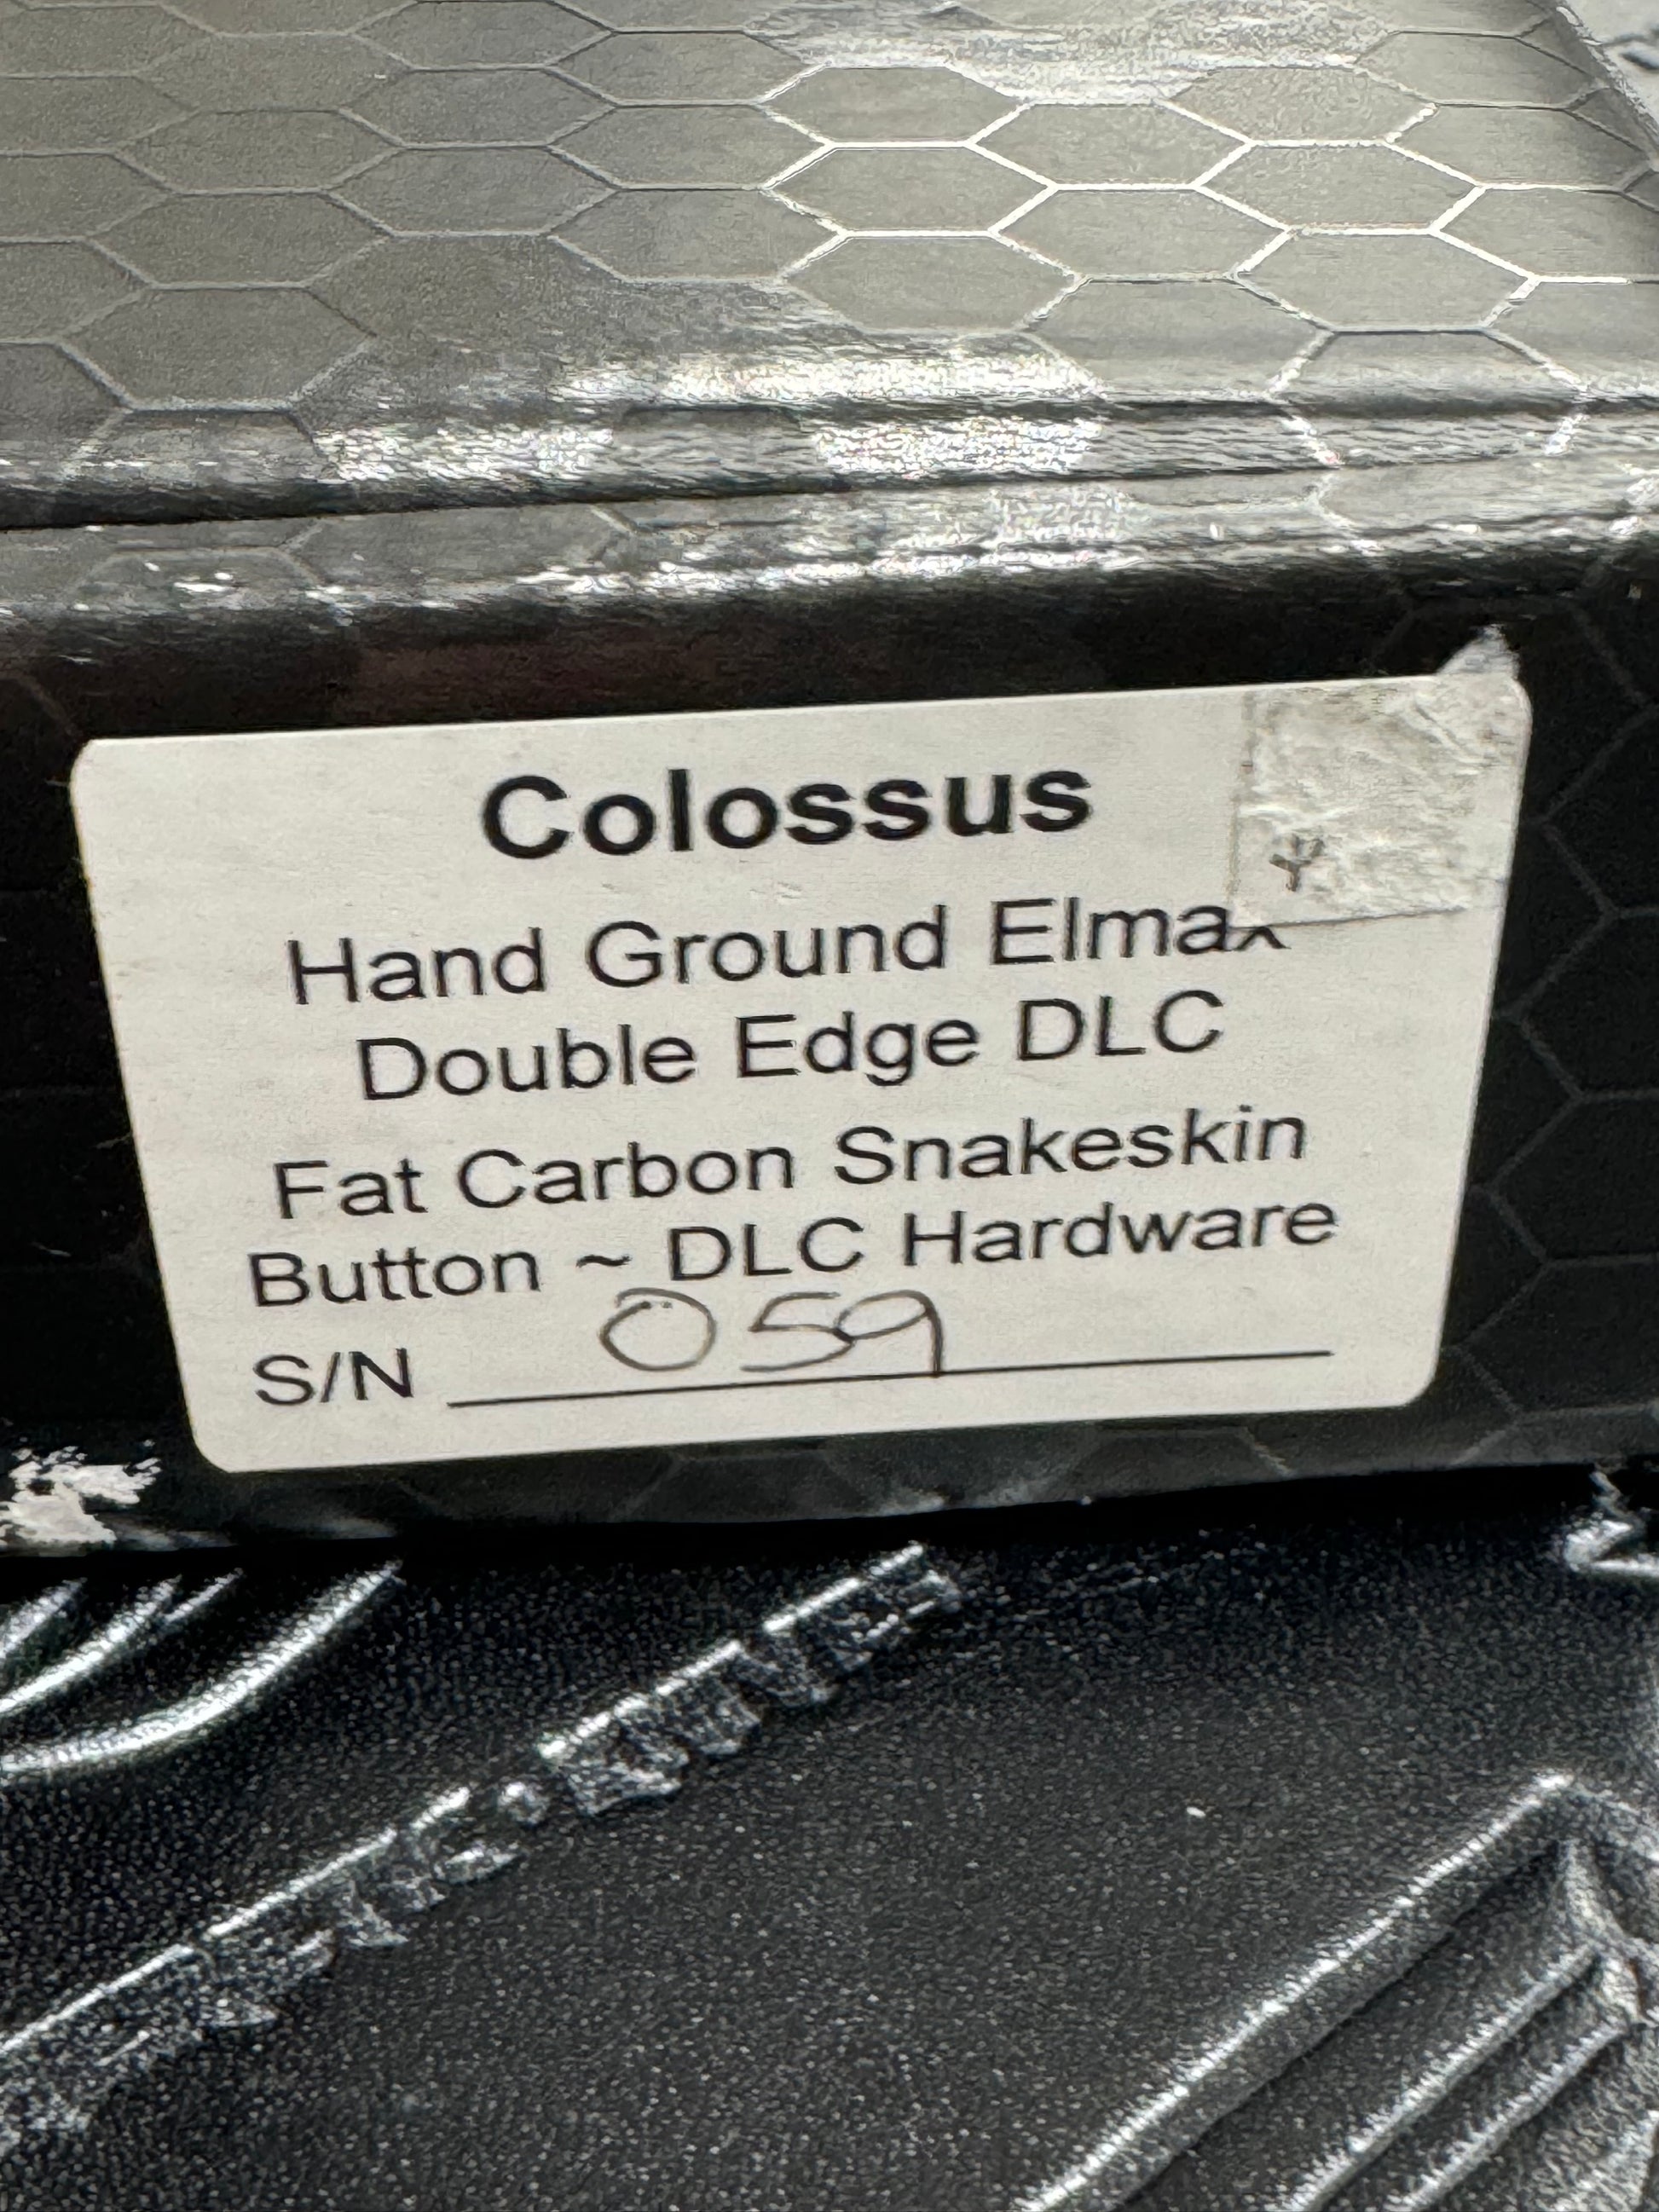 Colossus
Hand Ground Elmax
Double Edge DLC
Fat Carbon Snakeskin
Button ~ DLC Hardware
S/N 059